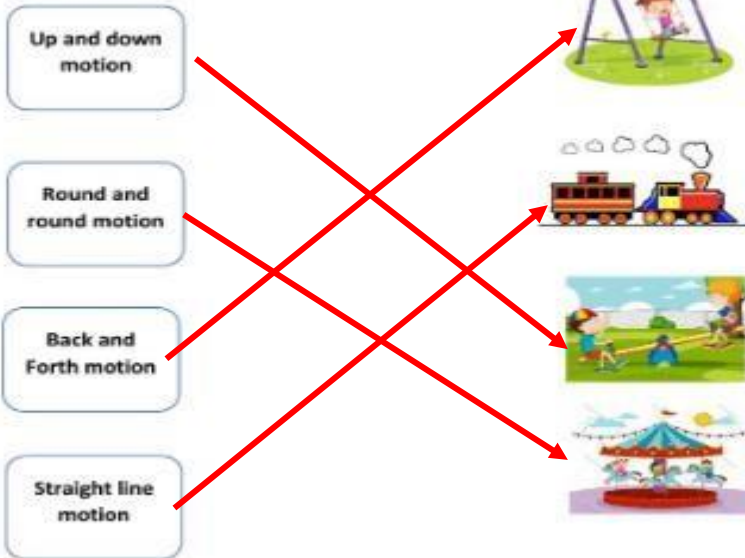 Up and down
motion
Round and
round motion
Back and
Forth motion
Straight line
motion